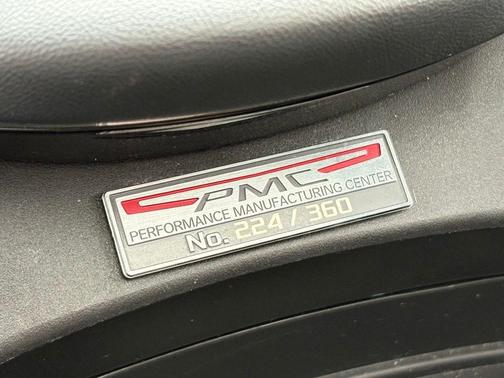 PMC
PERFORMANCE MANUFACTURING CENTER
No. 224 / 360